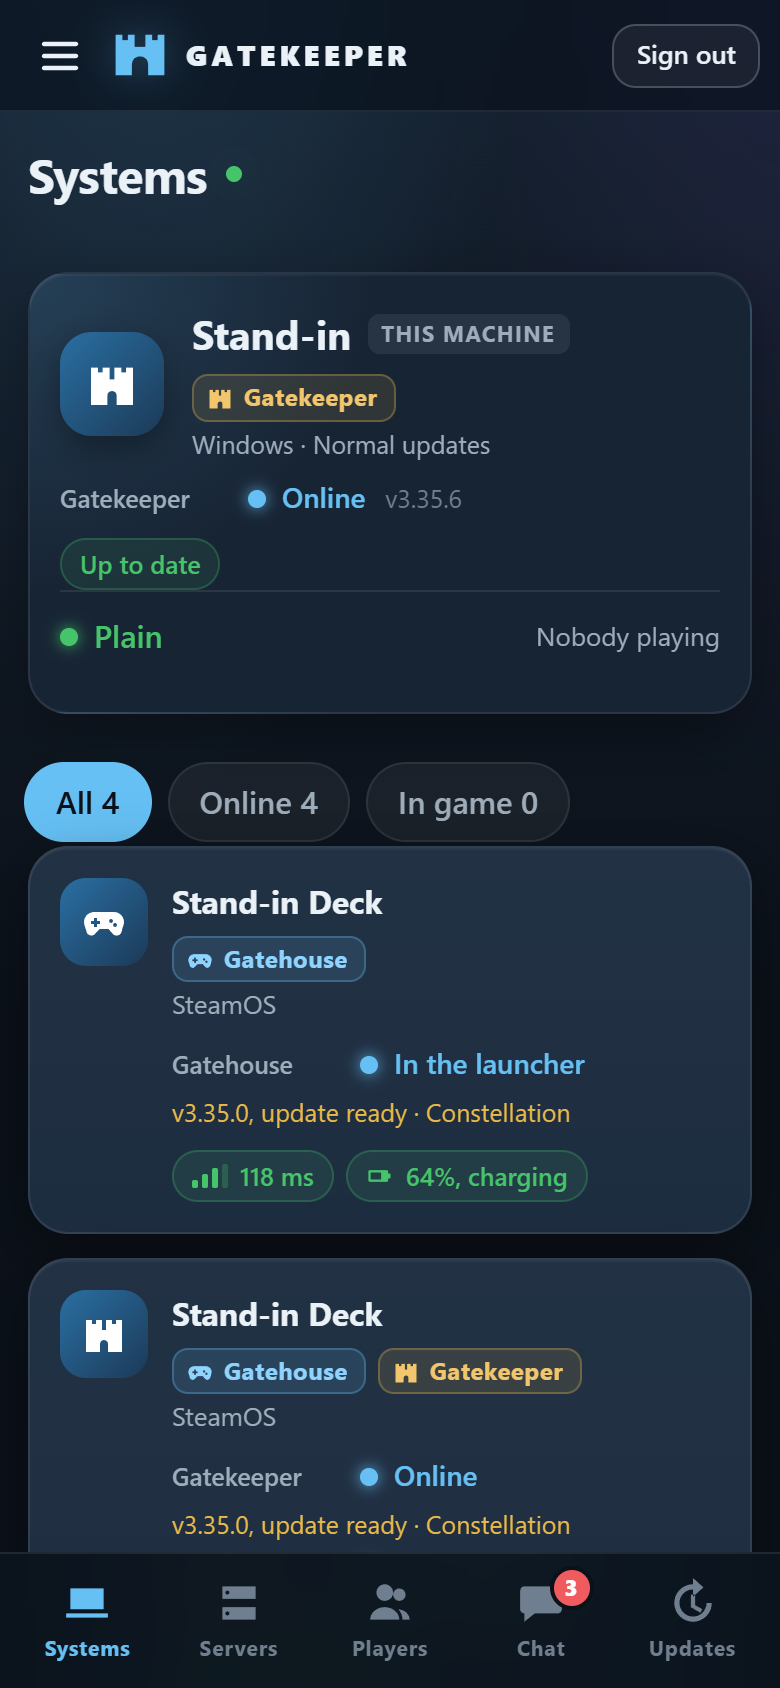 GATEKEEPER
Sign out
Systems
Stand-in THIS MACHINE
Gatekeeper
Windows · Normal updates
Gatekeeper Online v3.35.6
Up to date
Plain Nobody playing
All 4 Online 4 In game 0
Stand-in Deck
Gatehouse
SteamOS
Gatehouse In the launcher
v3.35.0, update ready · Constellation
118 ms 64%, charging
Stand-in Deck
Gatehouse Gatekeeper
SteamOS
Gatekeeper Online
v3.35.0, update ready · Constellation
3
Systems Servers Players Chat Updates